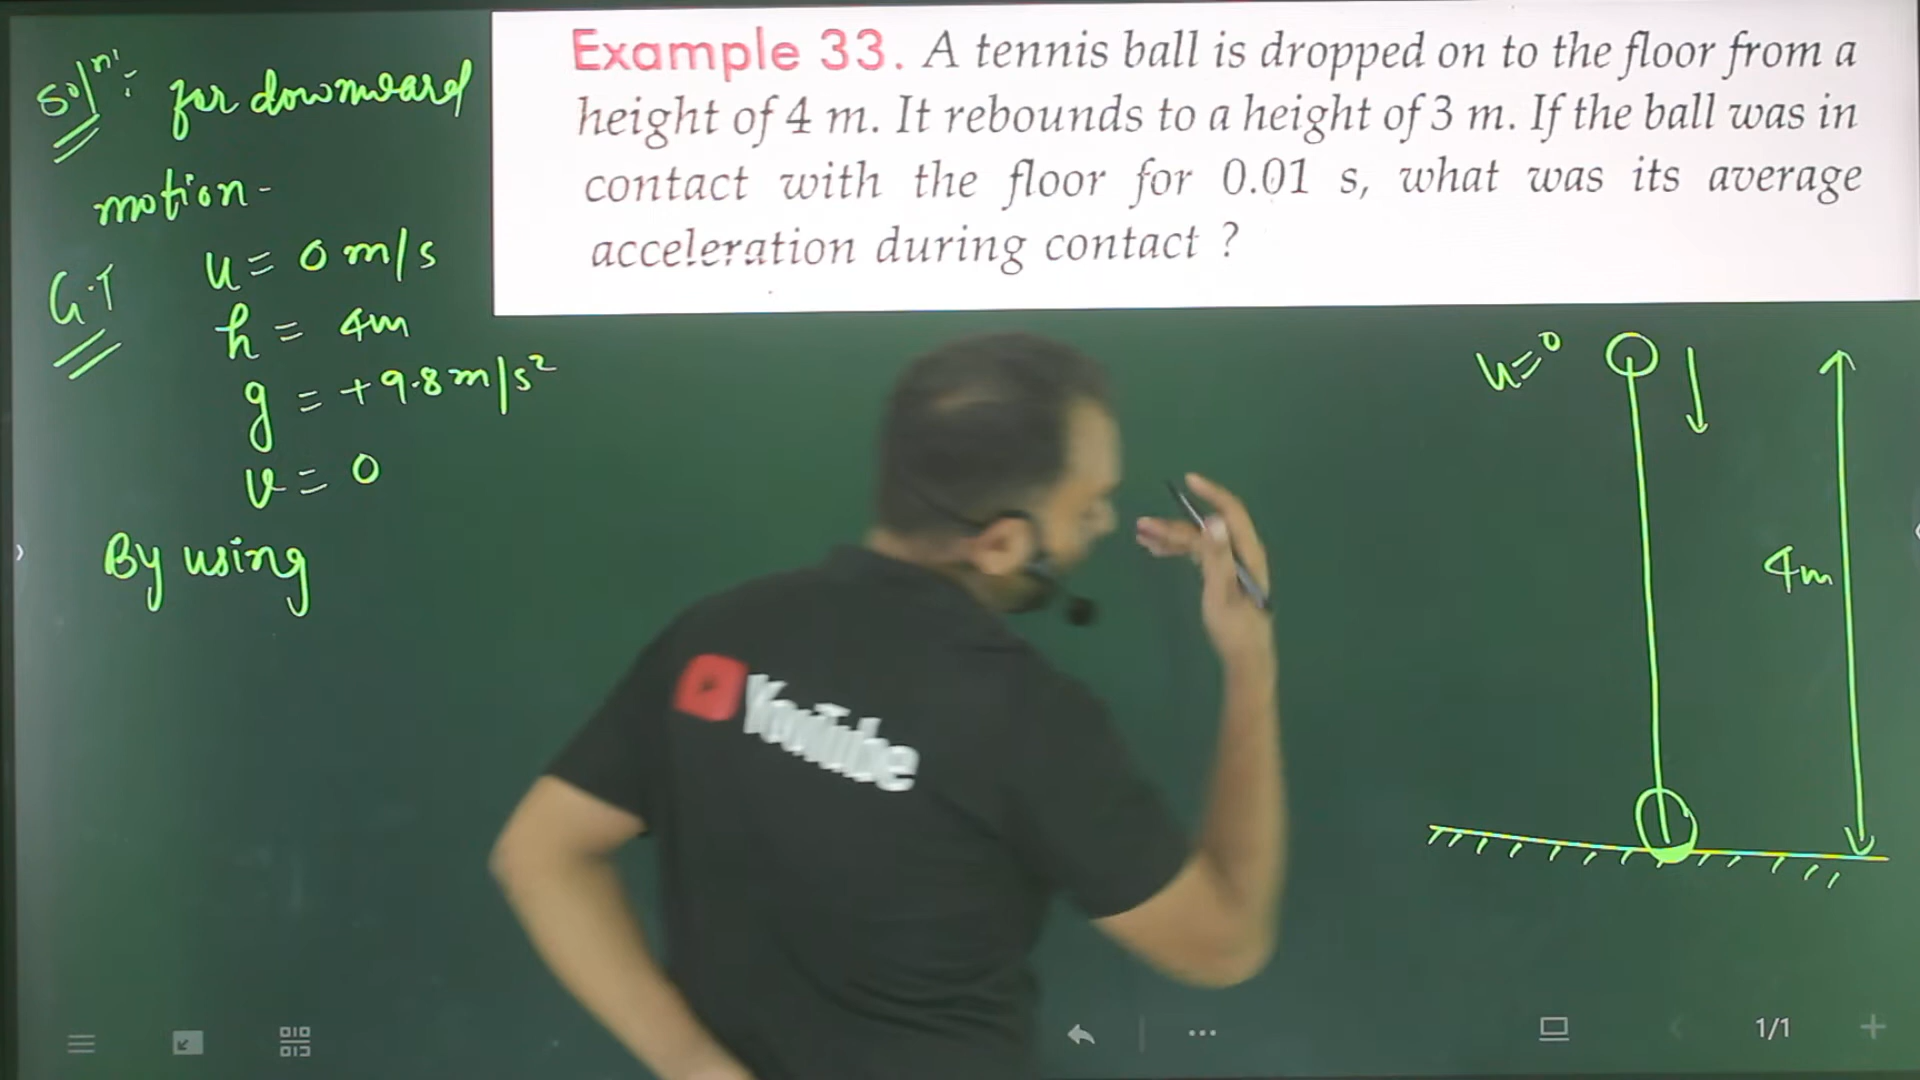 Example 33. A tennis ball is dropped on to the floor from a
height of 4 m. It rebounds to a height of 3 m. If the ball was in
contact with the floor for 0.01 s, what was its average
acceleration during contact ?
Solⁿ: for downward
motion-
G.T u = 0 m/s
h = 4m
g = +9.8 m/s²
v = 0
By using
u=0
4m
YouTube
1/1